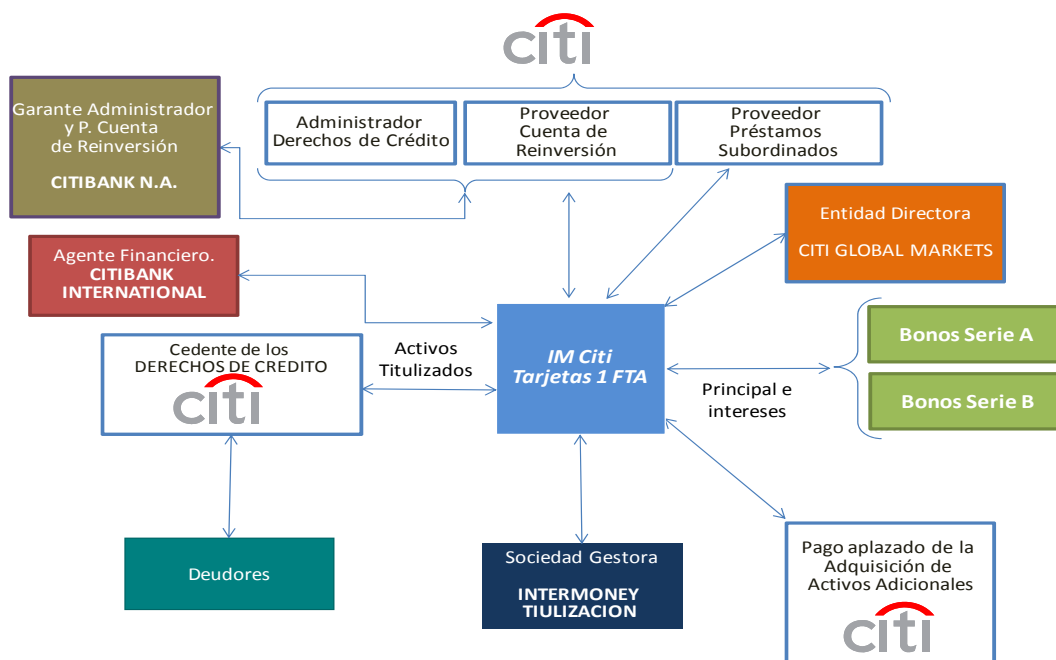 citi
Garante Administrador
y P. Cuenta
de Reinversión
CITIBANK N.A.
Administrador
Derechos de Crédito
Proveedor
Cuenta de
Reinversión
Proveedor
Préstamos
Subordinados
Entidad Directora
CITI GLOBAL MARKETS
Agente Financiero.
CITIBANK
INTERNATIONAL
Cedente de los
DERECHOS DE CREDITO
citi
Activos
Titulizados
IM Citi
Tarjetas 1 FTA
Principal e
intereses
Bonos Serie A
Bonos Serie B
Deudores
Sociedad Gestora
INTERMONEY
TIULIZACION
Pago aplazado de la
Adquisición de
Activos Adicionales
citi